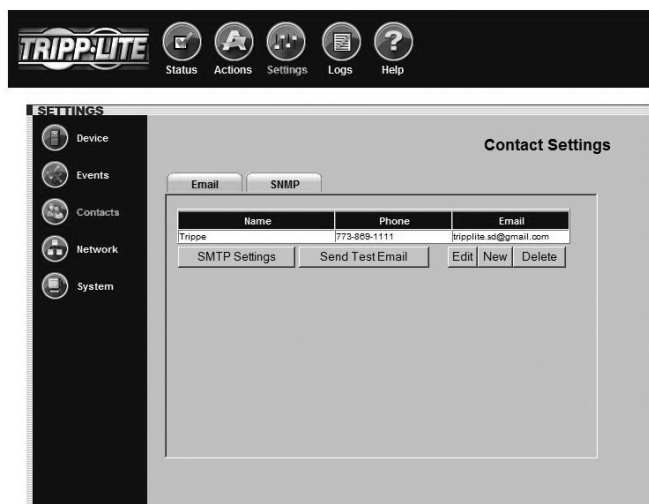 TRIPP·LITE
Status Actions Settings Logs Help
SETTINGS
Device
Events
Contacts
Network
System
Contact Settings
Email SNMP
Name Phone Email
Trippe 773-869-1111 tripplite.sd@gmail.com
SMTP Settings Send Test Email Edit New Delete